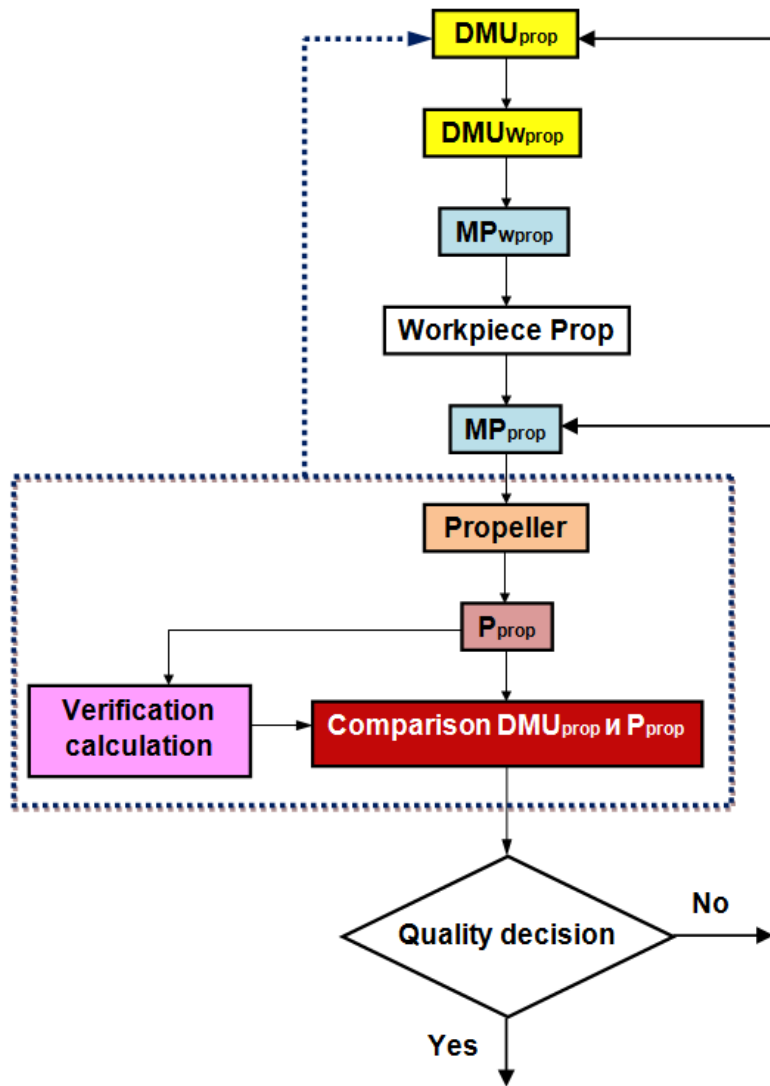 DMUprop
DMUWprop
MPwprop
Workpiece Prop
MPprop
Propeller
Pprop
Verification
calculation
Comparison DMUprop и Pprop
Quality decision
No
Yes